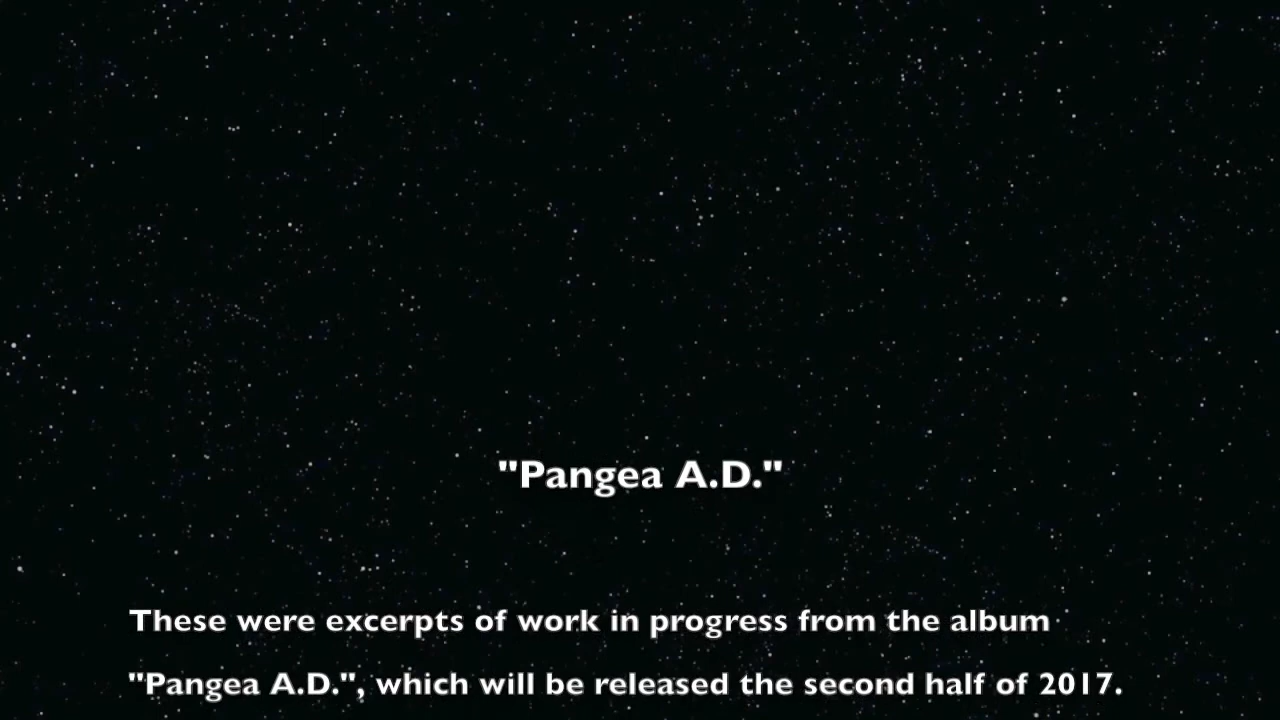 "Pangea A.D."
These were excerpts of work in progress from the album
"Pangea A.D.", which will be released the second half of 2017.